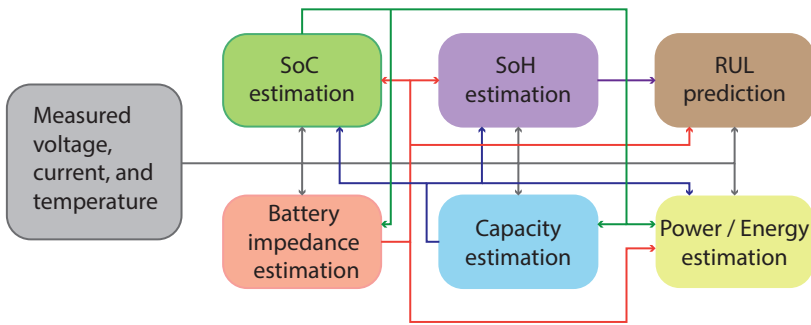 Measured
voltage,
current, and
temperature
SoC
estimation
SoH
estimation
RUL
prediction
Battery
impedance
estimation
Capacity
estimation
Power / Energy
estimation